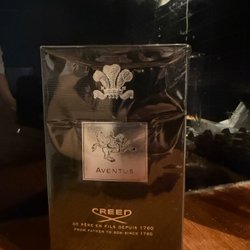 AVENTUS
CREED
DE PÈRE EN FILS DEPUIS 1760
FROM FATHER TO SON SINCE 1760